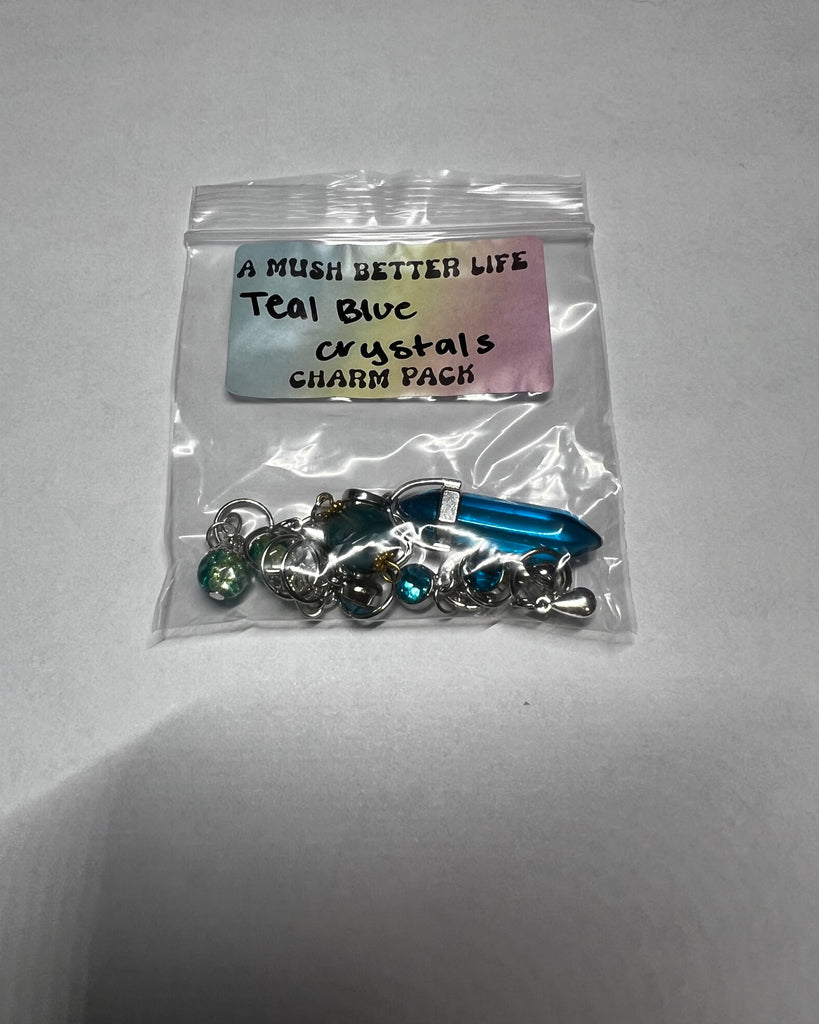 A MUSH BETTER LIFE
Teal Blue
crystals
CHARM PACK